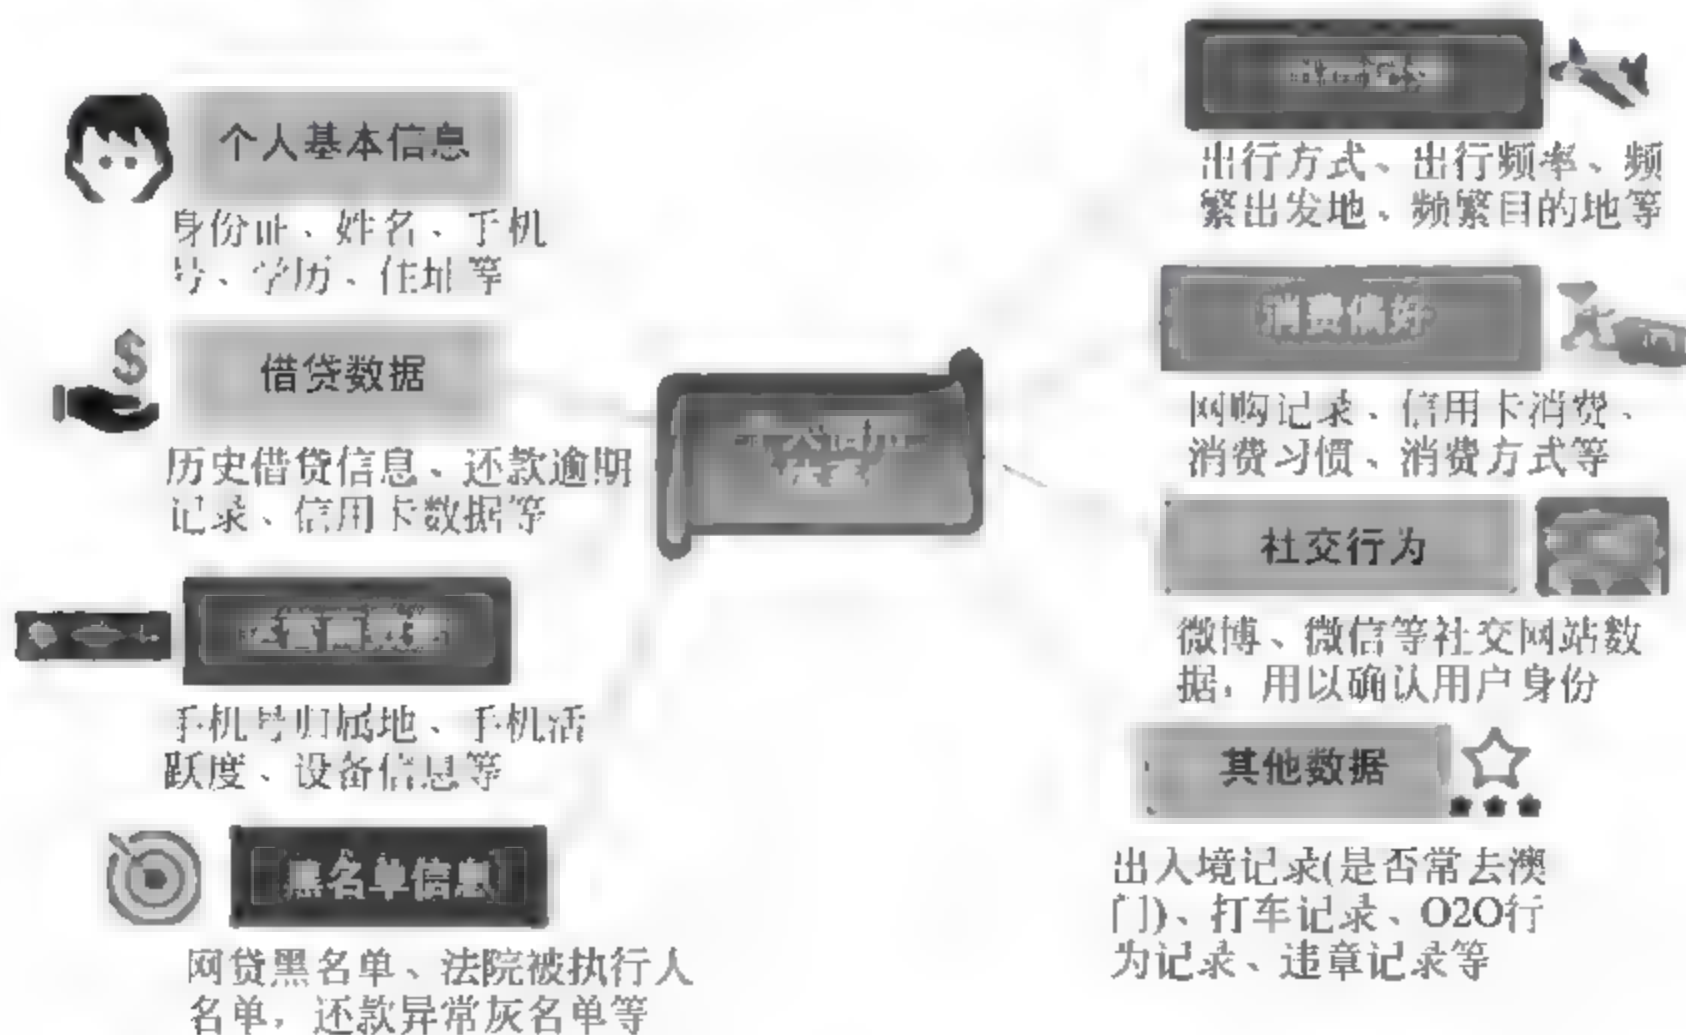 个人基本信息
身份证、姓名、手机
号、学历、住址等
借贷数据
历史借贷信息、还款逾期
记录、信用卡数据等
手机号归属地、手机活
跃度、设备信息等
黑名单信息
网贷黑名单、法院被执行人
名单，还款异常灰名单等
出行方式、出行频率、频
繁出发地、频繁目的地等
消费偏好
网购记录、信用卡消费、
消费习惯、消费方式等
社交行为
微博、微信等社交网站数
据，用以确认用户身份
其他数据
出入境记录(是否常去澳
门)、打车记录、O2O行
为记录、违章记录等